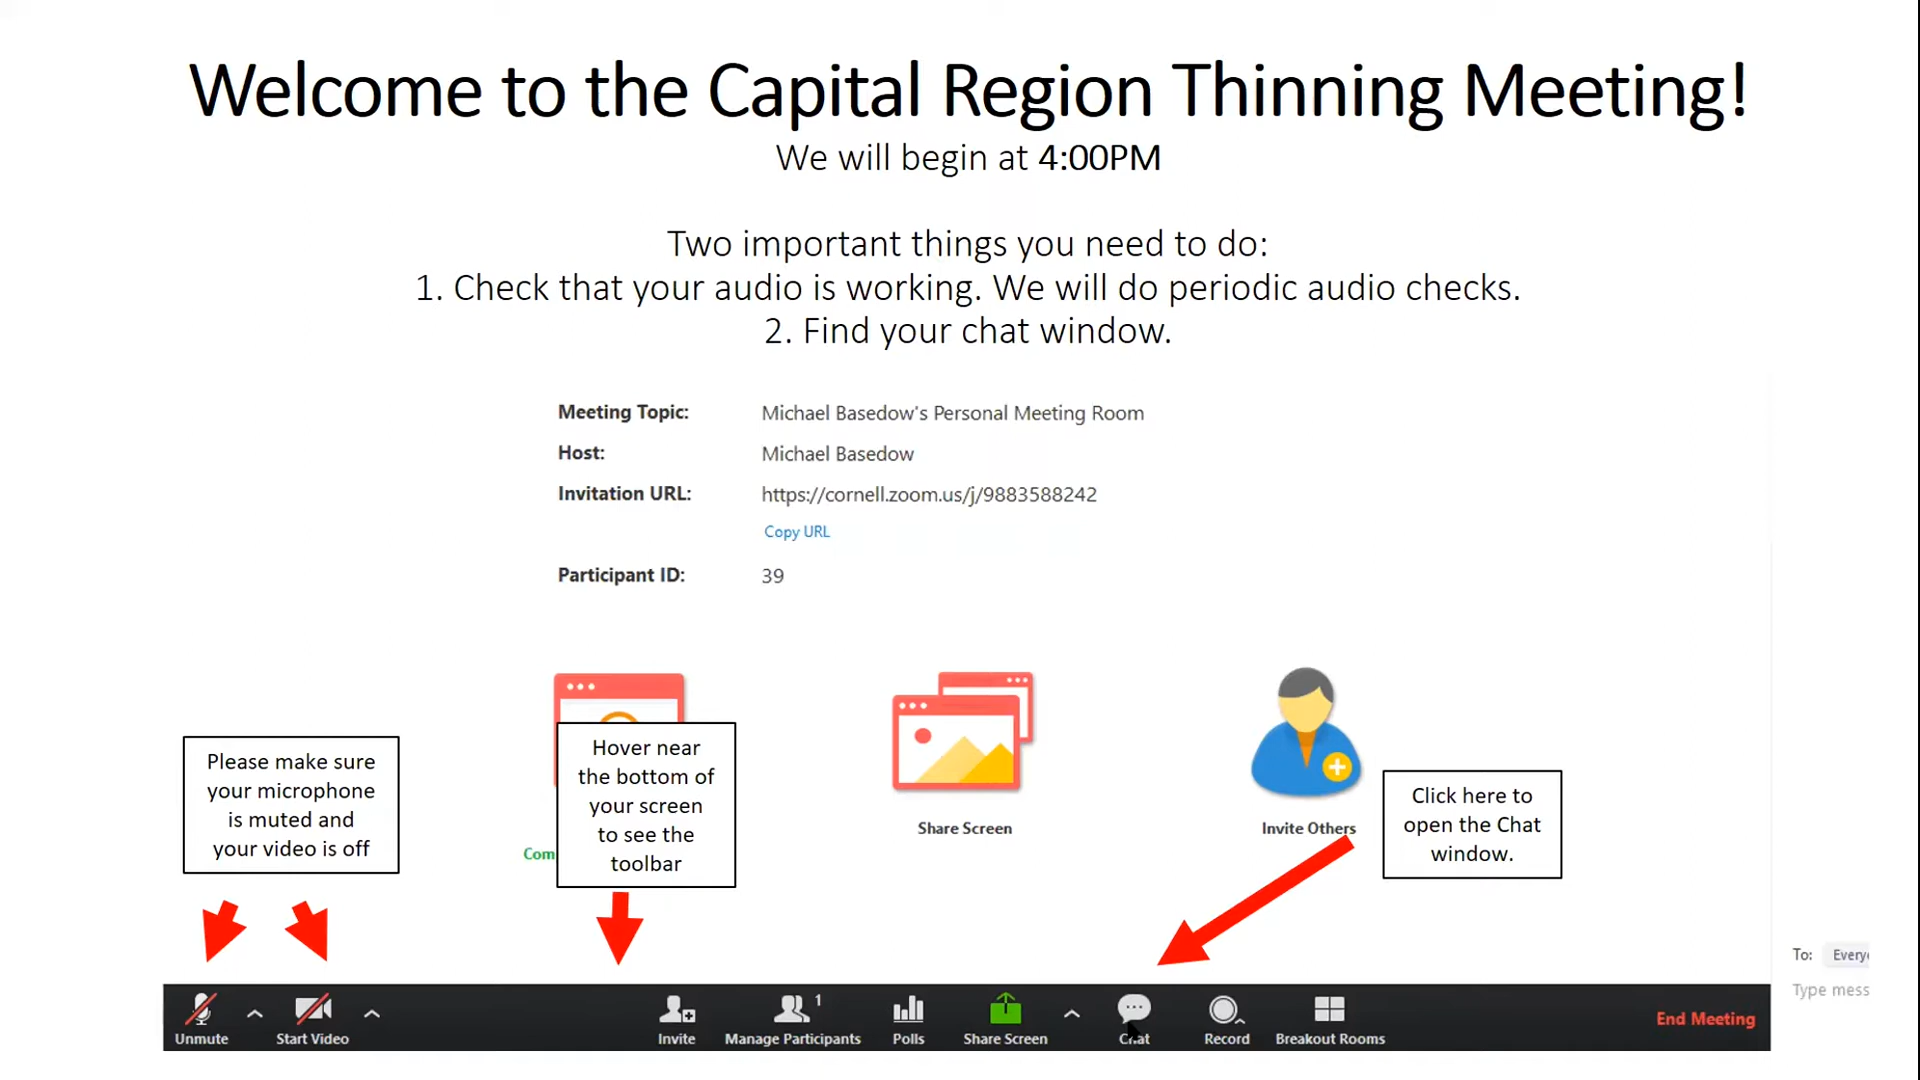 Welcome to the Capital Region Thinning Meeting!
We will begin at 4:00PM
Two important things you need to do:
1. Check that your audio is working. We will do periodic audio checks.
2. Find your chat window.
Meeting Topic: Michael Basedow's Personal Meeting Room
Host: Michael Basedow
Invitation URL: https://cornell.zoom.us/j/9883588242
Copy URL
Participant ID: 39
Please make sure
your microphone
is muted and
your video is off
Hover near
the bottom of
your screen
to see the
toolbar
Com
Share Screen
Invite Others
Click here to
open the Chat
window.
To: Every
Type mess
Unmute
Start Video
Invite
1
Manage Participants
Polls
Share Screen
Chat
Record
Breakout Rooms
End Meeting